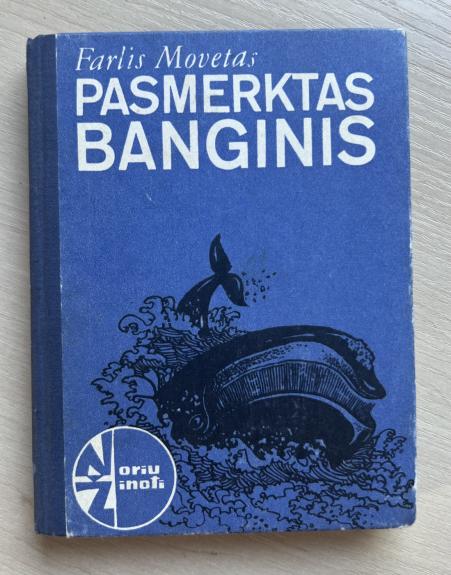 Farlis Movetas
PASMERKTAS
BANGINIS
Noriu
Žinoti